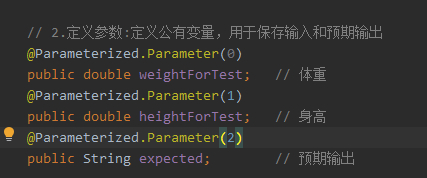 // 2.定义参数:定义公有变量，用于保存输入和预期输出
@Parameterized.Parameter(0)
public double weightForTest;   // 体重
@Parameterized.Parameter(1)
public double heightForTest;   // 身高
@Parameterized.Parameter(2)
public String expected;        // 预期输出